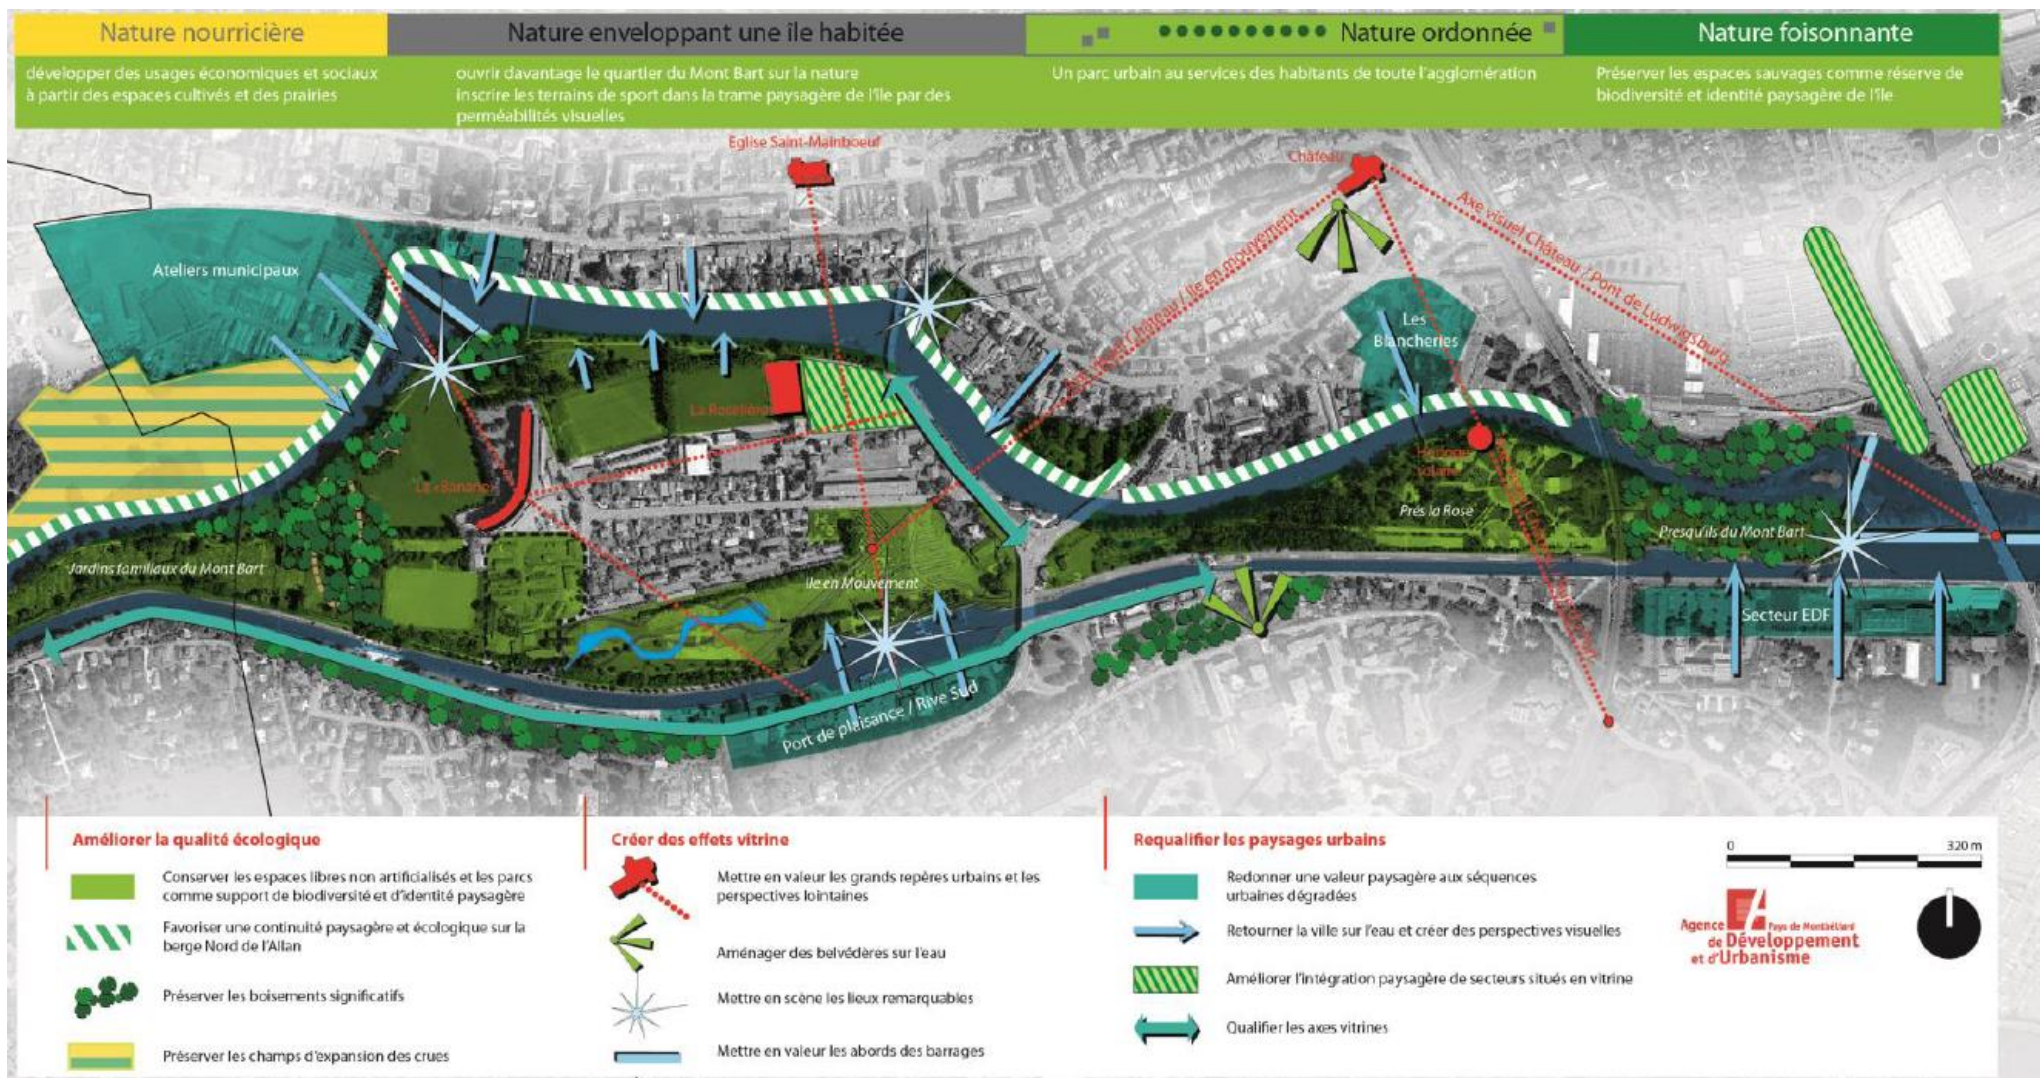 Nature nourricière
Nature enveloppant une île habitée
Nature ordonnée
Nature foisonnante
développer des usages économiques et sociaux
à partir des espaces cultivés et des prairies
ouvrir davantage le quartier du Mont Bart sur la nature
inscrire les terrains de sport dans la trame paysagère de l'île par des
perméabilités visuelles
Un parc urbain au services des habitants de toute l'agglomération
Préserver les espaces sauvages comme réserve de
biodiversité et identité paysagère de l'île
Eglise Saint-Mainboeuf
Château
Axe visuel Château / Pont de Ludwigsburg
Château / Ile en mouvement
Ateliers municipaux
Les
Blancheries
La Roselière
La «Banane»
Prés la Rose
Presqu'ils du Mont Bart
Jardins familiaux du Mont Bart
Ile en Mouvement
Secteur EDF
Port de plaisance / Rive Sud
Améliorer la qualité écologique
Conserver les espaces libres non artificialisés et les parcs
comme support de biodiversité et d'identité paysagère
Favoriser une continuité paysagère et écologique sur la
berge Nord de l'Allan
Préserver les boisements significatifs
Préserver les champs d'expansion des crues
Créer des effets vitrine
Mettre en valeur les grands repères urbains et les
perspectives lointaines
Aménager des belvédères sur l'eau
Mettre en scène les lieux remarquables
Mettre en valeur les abords des barrages
Requalifier les paysages urbains
Redonner une valeur paysagère aux séquences
urbaines dégradées
Retourner la ville sur l'eau et créer des perspectives visuelles
Améliorer l'intégration paysagère de secteurs situés en vitrine
Qualifier les axes vitrines
0 320 m
Agence Pays de Montbéliard
de Développement
et d'Urbanisme